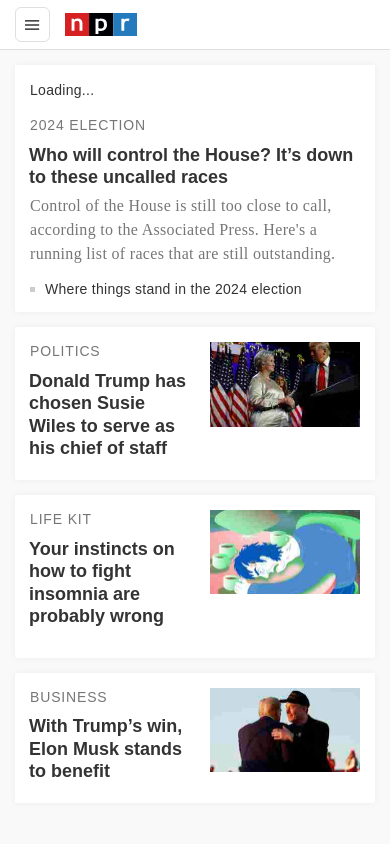 npr
Loading...
2024 ELECTION
Who will control the House? It’s down
to these uncalled races
Control of the House is still too close to call,
according to the Associated Press. Here's a
running list of races that are still outstanding.
Where things stand in the 2024 election
POLITICS
Donald Trump has
chosen Susie
Wiles to serve as
his chief of staff
LIFE KIT
Your instincts on
how to fight
insomnia are
probably wrong
BUSINESS
With Trump’s win,
Elon Musk stands
to benefit